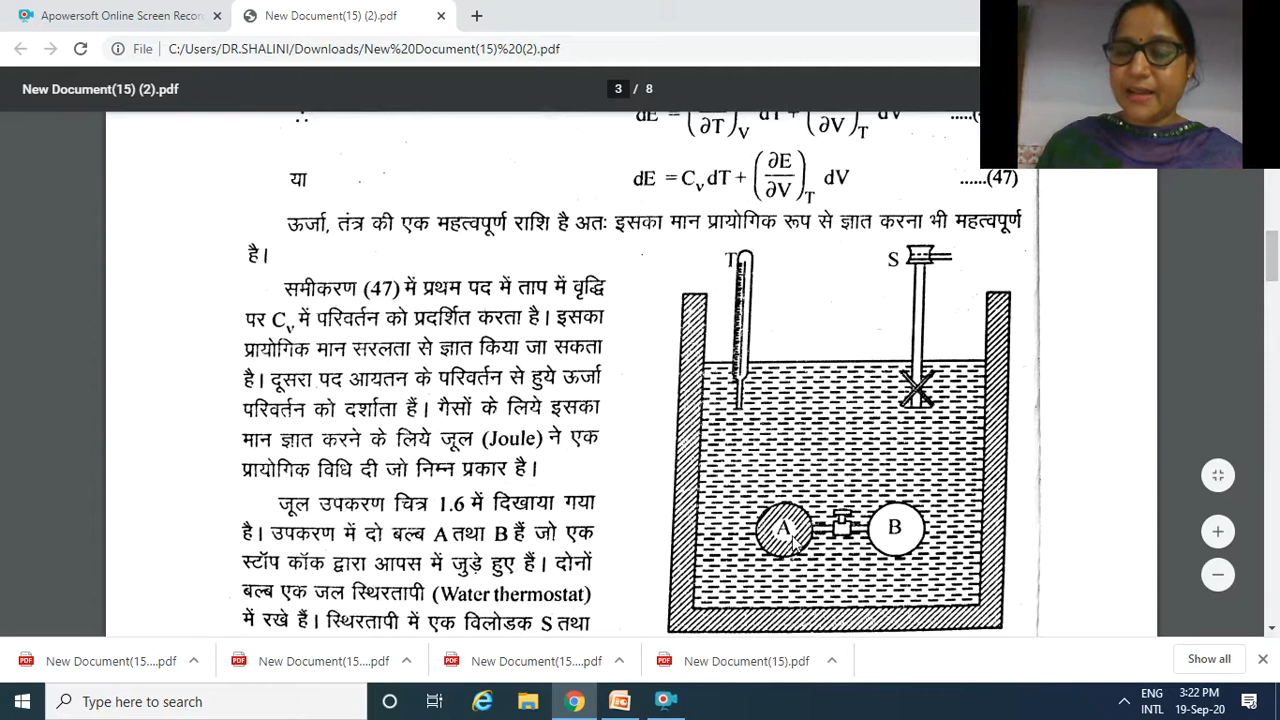 Apowersoft Online Screen Recor
New Document(15) (2).pdf
File
C:/Users/DR.SHALINI/Downloads/New%20Document(15)%20(2).pdf
New Document(15) (2).pdf
3 / 8
∴ dE = (∂T)V dT + (∂V)T dV .....(
या dE = Cv dT + (∂E/∂V)T dV ......(47)
ऊर्जा, तंत्र की एक महत्वपूर्ण राशि है अतः इसका मान प्रायोगिक रूप से ज्ञात करना भी महत्वपूर्ण
है।
समीकरण (47) में प्रथम पद में ताप में वृद्धि
पर Cv में परिवर्तन को प्रदर्शित करता है। इसका
प्रायोगिक मान सरलता से ज्ञात किया जा सकता
है। दूसरा पद आयतन के परिवर्तन से हुये ऊर्जा
परिवर्तन को दर्शाता हैं। गैसों के लिये इसका
मान ज्ञात करने के लिये जूल (Joule) ने एक
प्रायोगिक विधि दी जो निम्न प्रकार है।
जूल उपकरण चित्र 1.6 में दिखाया गया
है। उपकरण में दो बल्ब A तथा B हैं जो एक
स्टॉप कॉक द्वारा आपस में जुड़े हुए हैं। दोनों
बल्ब एक जल स्थिरतापी (Water thermostat)
में रखे हैं। स्थिरतापी में एक विलोडक S तथा
T
S
A
B
New Document(15....pdf
New Document(15....pdf
New Document(15....pdf
New Document(15).pdf
Show all
Type here to search
ENG
INTL
3:22 PM
19-Sep-20